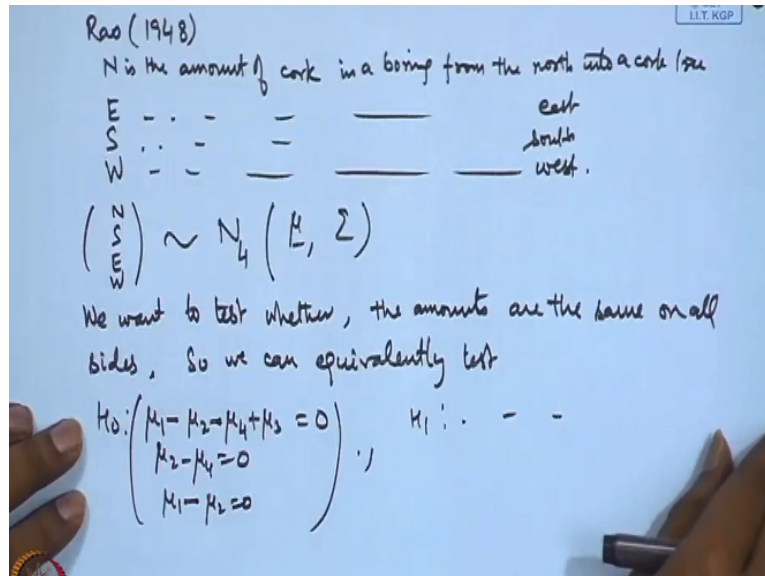 I.I.T. KGP
Rao (1948)
N is the amount of cork in a boring from the north into a cork tree
E - . - – — east
S . . - – south
W - - — — — west.
(N S E W) ~ N₄ (μ, Σ)
We want to test whether, the amounts are the same on all
sides. So we can equivalently test
H₀: (μ₁ - μ₂ - μ₄ + μ₃ = 0 H₁ : . - -
μ₂ - μ₄ = 0
μ₁ - μ₂ = 0)